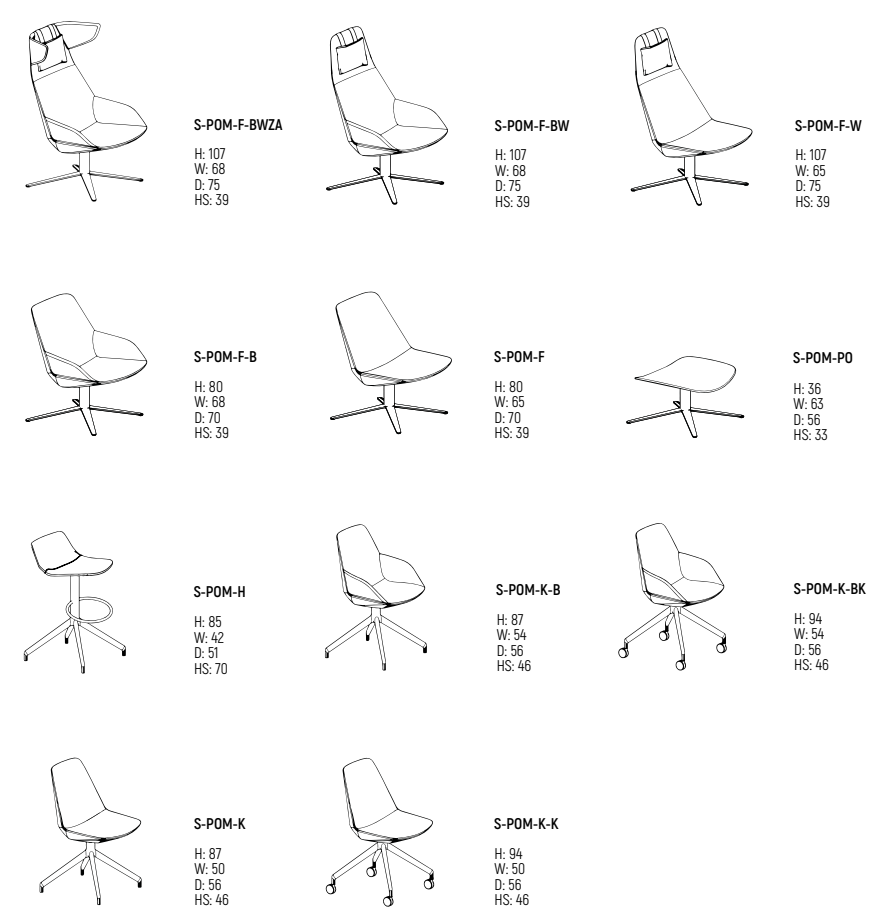 S-POM-F-BWZA
H: 107
W: 68
D: 75
HS: 39
S-POM-F-BW
H: 107
W: 68
D: 75
HS: 39
S-POM-F-W
H: 107
W: 65
D: 75
HS: 39
S-POM-F-B
H: 80
W: 68
D: 70
HS: 39
S-POM-F
H: 80
W: 65
D: 70
HS: 39
S-POM-PO
H: 36
W: 63
D: 56
HS: 33
S-POM-H
H: 85
W: 42
D: 51
HS: 70
S-POM-K-B
H: 87
W: 54
D: 56
HS: 46
S-POM-K-BK
H: 94
W: 54
D: 56
HS: 46
S-POM-K
H: 87
W: 50
D: 56
HS: 46
S-POM-K-K
H: 94
W: 50
D: 56
HS: 46